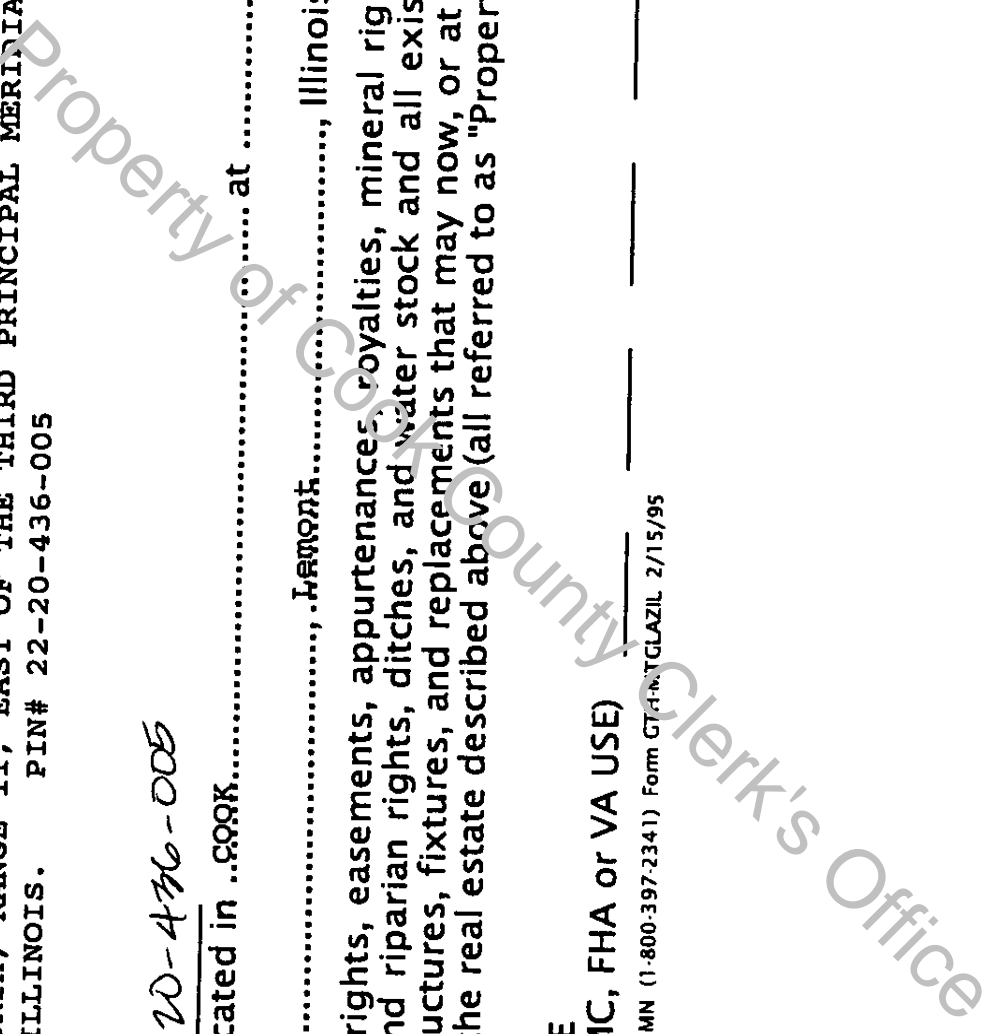 RANGE 11, EAST OF THE THIRD PRINCIPAL MERIDIA
ILLINOIS. PIN# 22-20-436-005
20-436-005
cated in ..COOK.......... at ..........
.........., Lemont.........., Illinois
rights, easements, appurtenances, royalties, mineral rig
nd riparian rights, ditches, and water stock and all exis
uctures, fixtures, and replacements that may now, or at
he real estate described above (all referred to as "Proper
E
IC, FHA or VA USE)
MN (1-800-397-2341) Form GTH-MTGLAZIL 2/15/95
Property of Cook County Clerk's Office